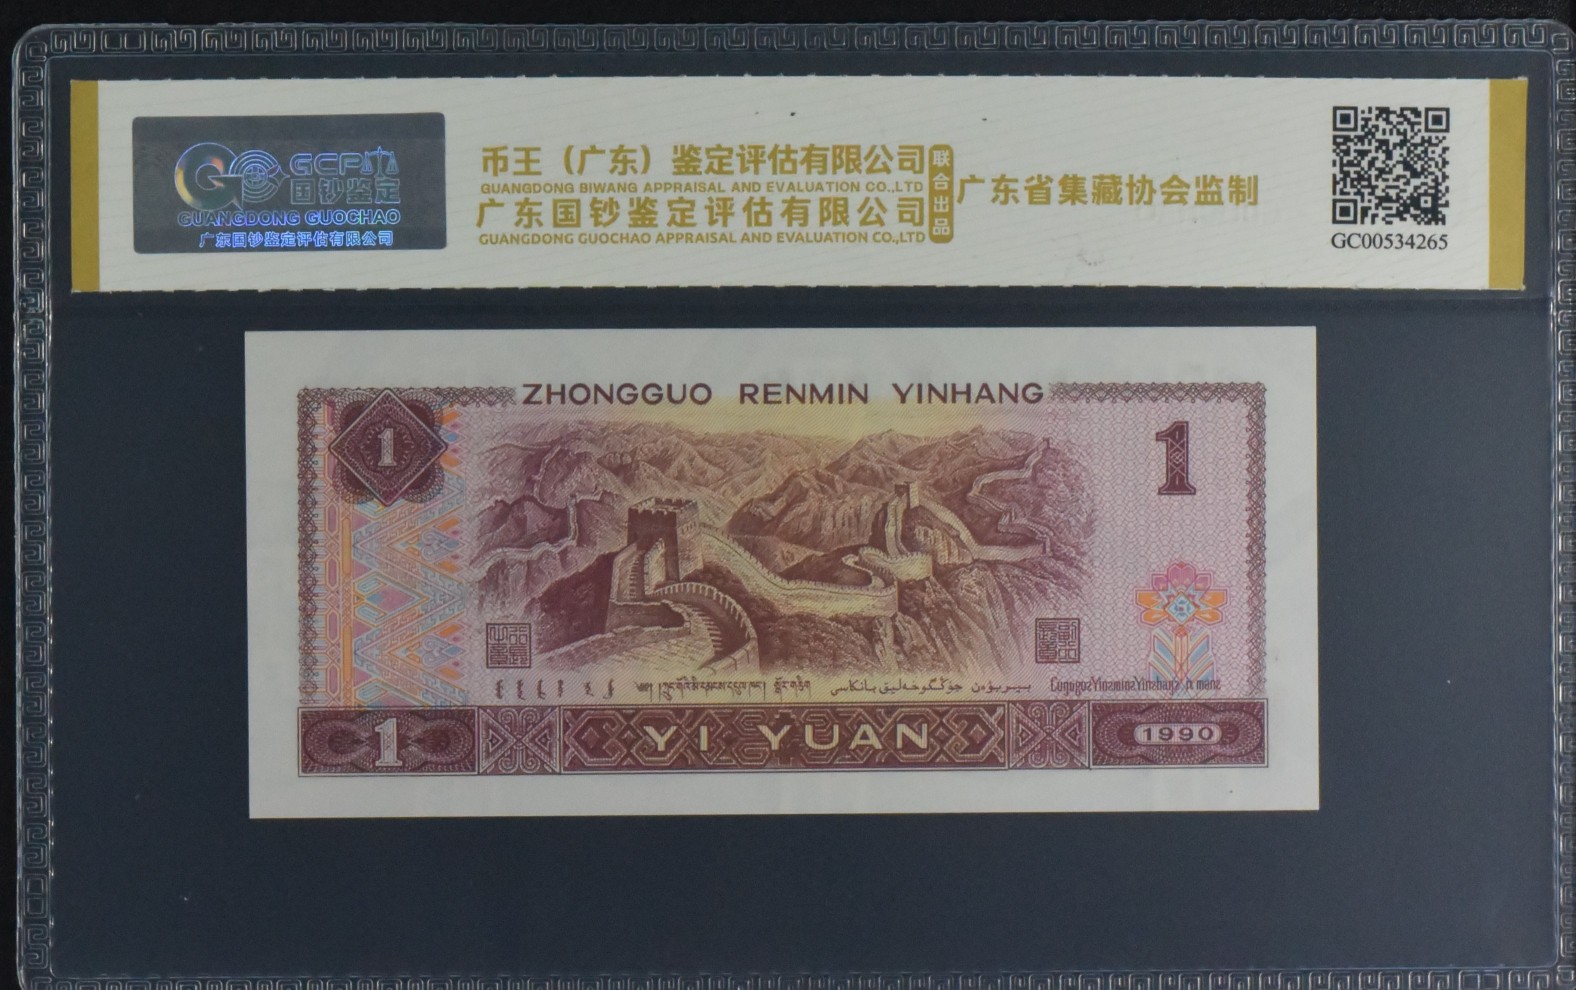 GCP
国钞鉴定
GUANGDONG GUOCHAO
广东国钞鉴定评估有限公司
币王（广东）鉴定评估有限公司
GUANGDONG BIWANG APPRAISAL AND EVALUATION CO.,LTD
广东国钞鉴定评估有限公司
GUANGDONG GUOCHAO APPRAISAL AND EVALUATION CO.,LTD
联合出品
广东省集藏协会监制
GC00534265
ZHONGGUO RENMIN YINHANG
1
1
1
YI YUAN
1990